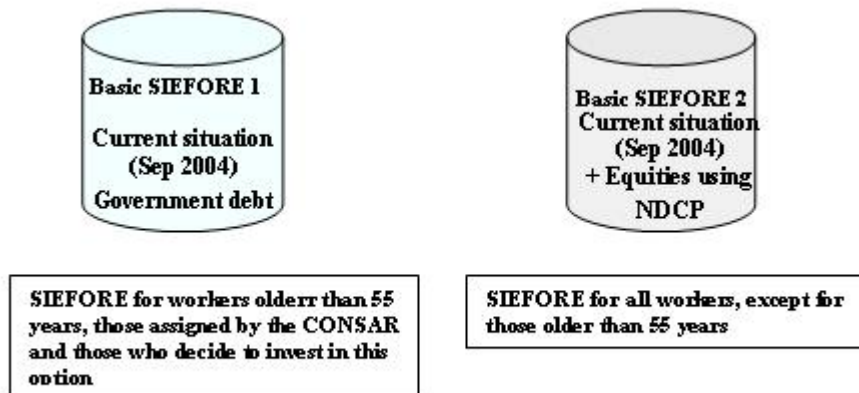 Basic SIEFORE 1
Current situation
(Sep 2004)
Government debt
Basic SIEFORE 2
Current situation
(Sep 2004)
+ Equities using
NDCP
SIEFORE for workers olderr than 55
years, those assigned by the CONSAR
and those who decide to invest in this
option
SIEFORE for all workers, except for
those older than 55 years